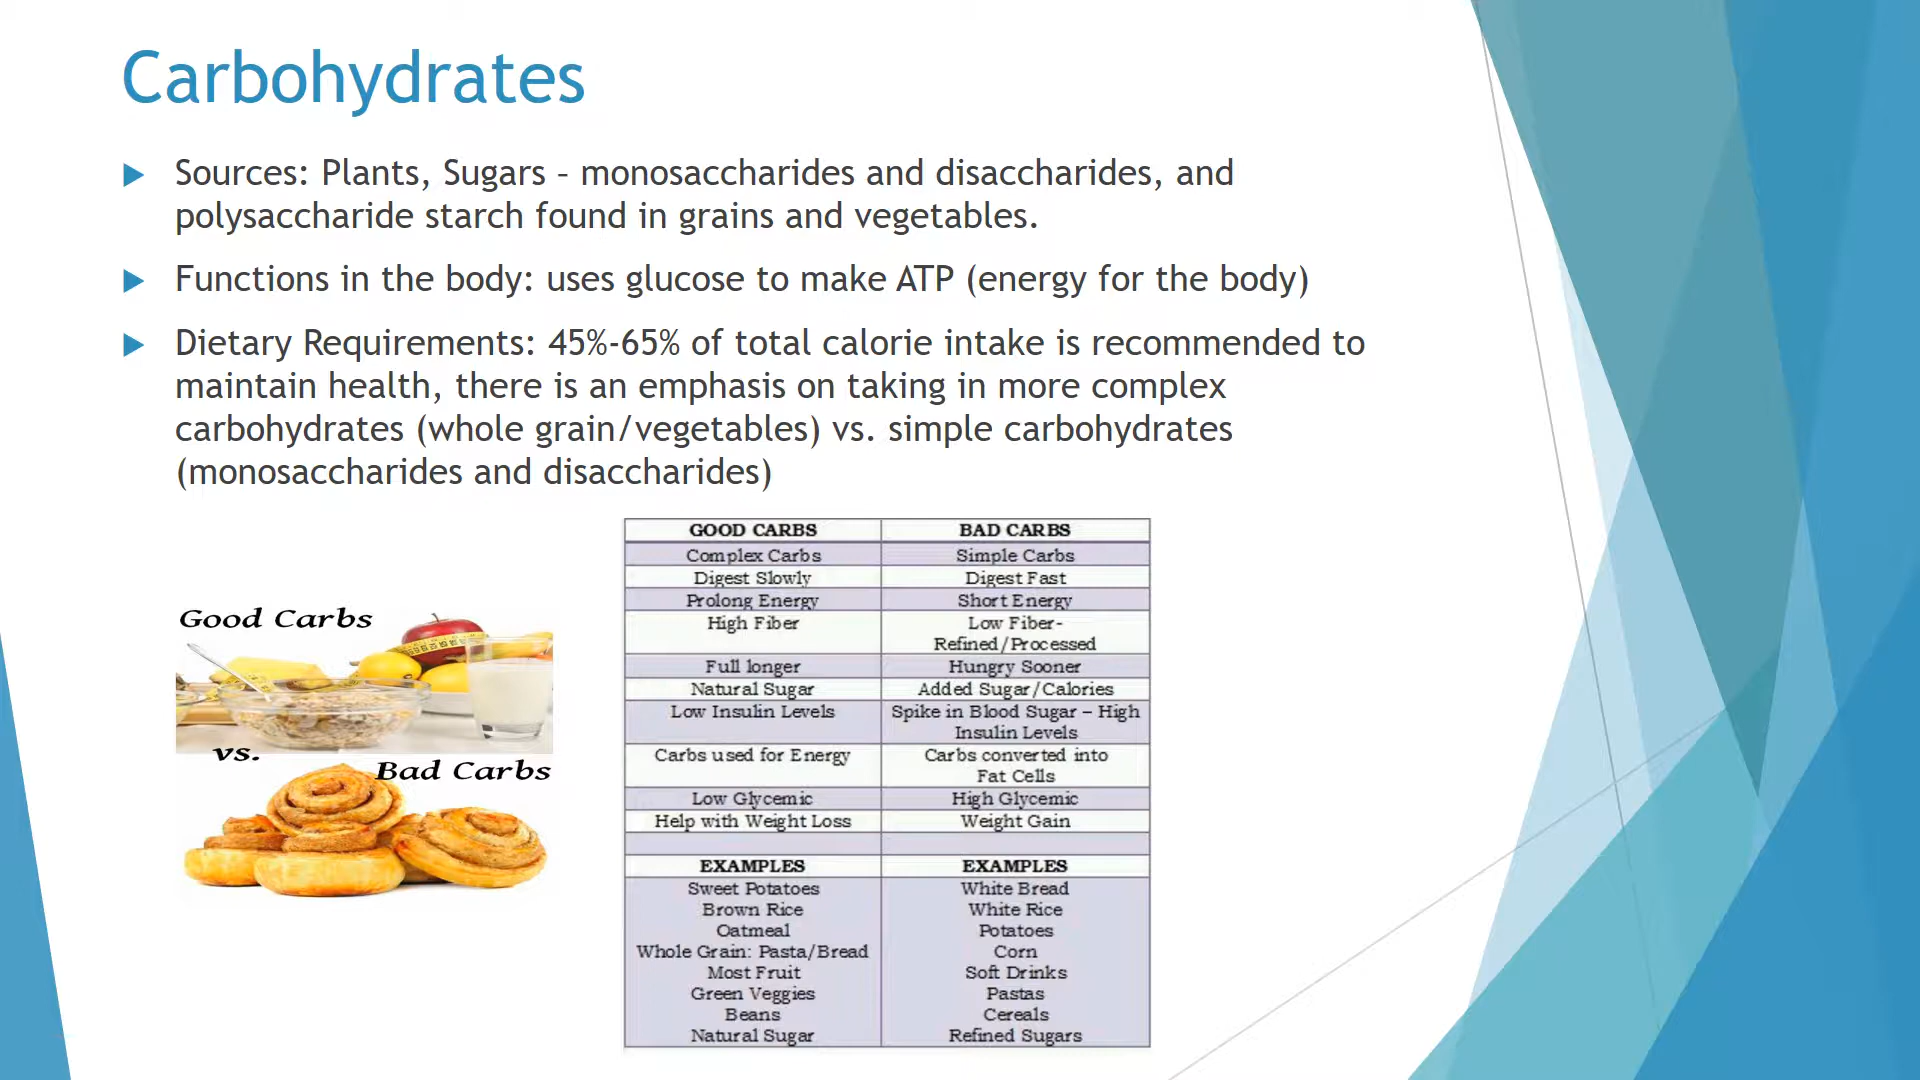 Carbohydrates
Sources: Plants, Sugars – monosaccharides and disaccharides, and
polysaccharide starch found in grains and vegetables.
Functions in the body: uses glucose to make ATP (energy for the body)
Dietary Requirements: 45%-65% of total calorie intake is recommended to
maintain health, there is an emphasis on taking in more complex
carbohydrates (whole grain/vegetables) vs. simple carbohydrates
(monosaccharides and disaccharides)
Good Carbs
vs.
Bad Carbs
GOOD CARBS BAD CARBS
Complex Carbs Simple Carbs
Digest Slowly Digest Fast
Prolong Energy Short Energy
High Fiber Low Fiber-
Refined/Processed
Full longer Hungry Sooner
Natural Sugar Added Sugar/Calories
Low Insulin Levels Spike in Blood Sugar – High
Insulin Levels
Carbs used for Energy Carbs converted into
Fat Cells
Low Glycemic High Glycemic
Help with Weight Loss Weight Gain
EXAMPLES EXAMPLES
Sweet Potatoes White Bread
Brown Rice White Rice
Oatmeal Potatoes
Whole Grain: Pasta/Bread Corn
Most Fruit Soft Drinks
Green Veggies Pastas
Beans Cereals
Natural Sugar Refined Sugars